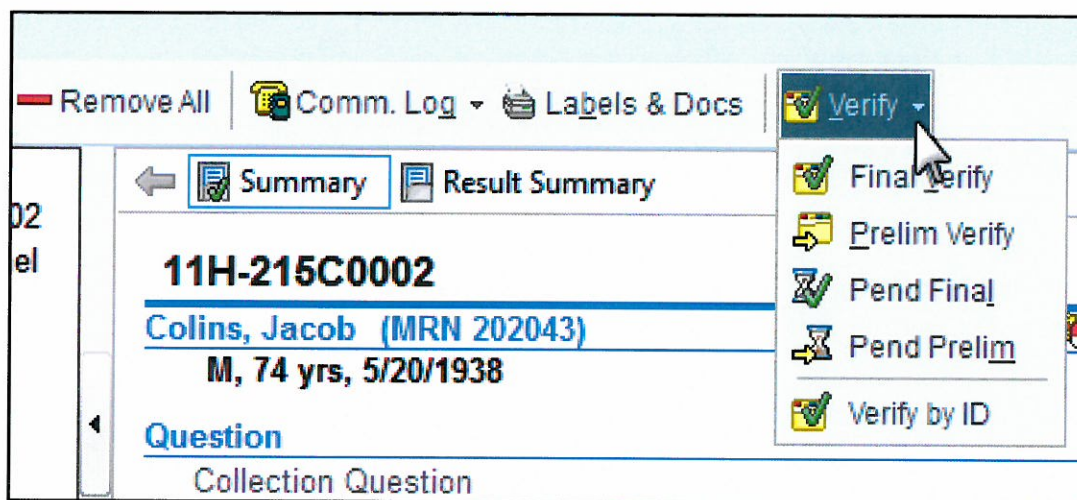 Remove All Comm. Log Labels & Docs Verify
Summary Result Summary
Final Verify
02
el
Prelim Verify
11H-215C0002
Pend Final
Colins, Jacob (MRN 202043)
Pend Prelim
M, 74 yrs, 5/20/1938
Verify by ID
Question
Collection Question